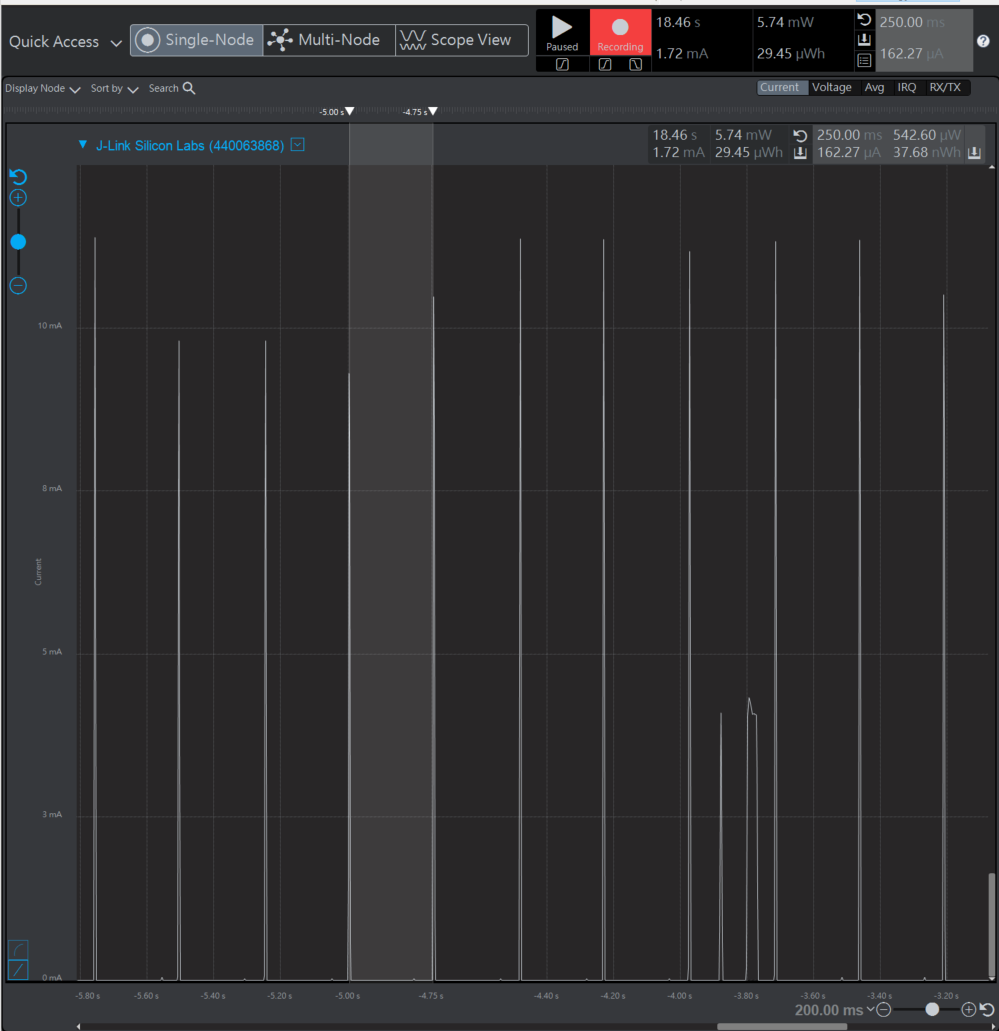 Quick Access
Single-Node
Multi-Node
Scope View
Paused
Recording
18.46 s
5.74 mW
1.72 mA
29.45 µWh
250.00 ms
162.27 µA
Display Node
Sort by
Search
Current
Voltage
Avg
IRQ
RX/TX
-5.00 s
-4.75 s
J-Link Silicon Labs (440063868)
18.46 s 5.74 mW
1.72 mA 29.45 µWh
250.00 ms 542.60 µW
162.27 µA 37.68 nWh
10 mA
8 mA
5 mA
3 mA
0 mA
Current
-5.80 s
-5.60 s
-5.40 s
-5.20 s
-5.00 s
-4.75 s
-4.40 s
-4.20 s
-4.00 s
-3.80 s
-3.60 s
-3.40 s
-3.20 s
200.00 ms